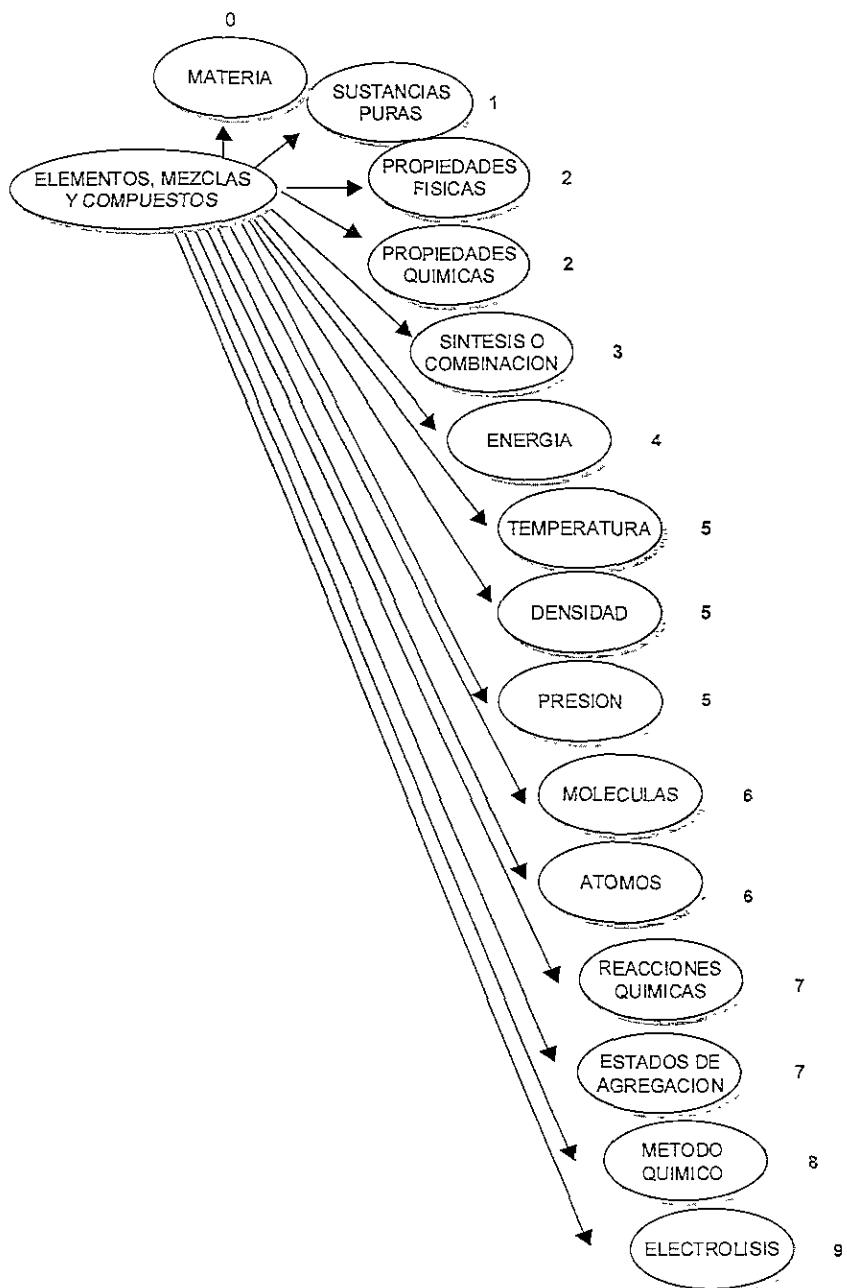 0
MATERIA
SUSTANCIAS
PURAS
1
ELEMENTOS, MEZCLAS
Y COMPUESTOS
PROPIEDADES
FISICAS
2
PROPIEDADES
QUIMICAS
2
SINTESIS O
COMBINACION
3
ENERGIA
4
TEMPERATURA
5
DENSIDAD
5
PRESION
5
MOLECULAS
6
ATOMOS
6
REACCIONES
QUIMICAS
7
ESTADOS DE
AGREGACION
7
METODO
QUIMICO
8
ELECTROLISIS
9